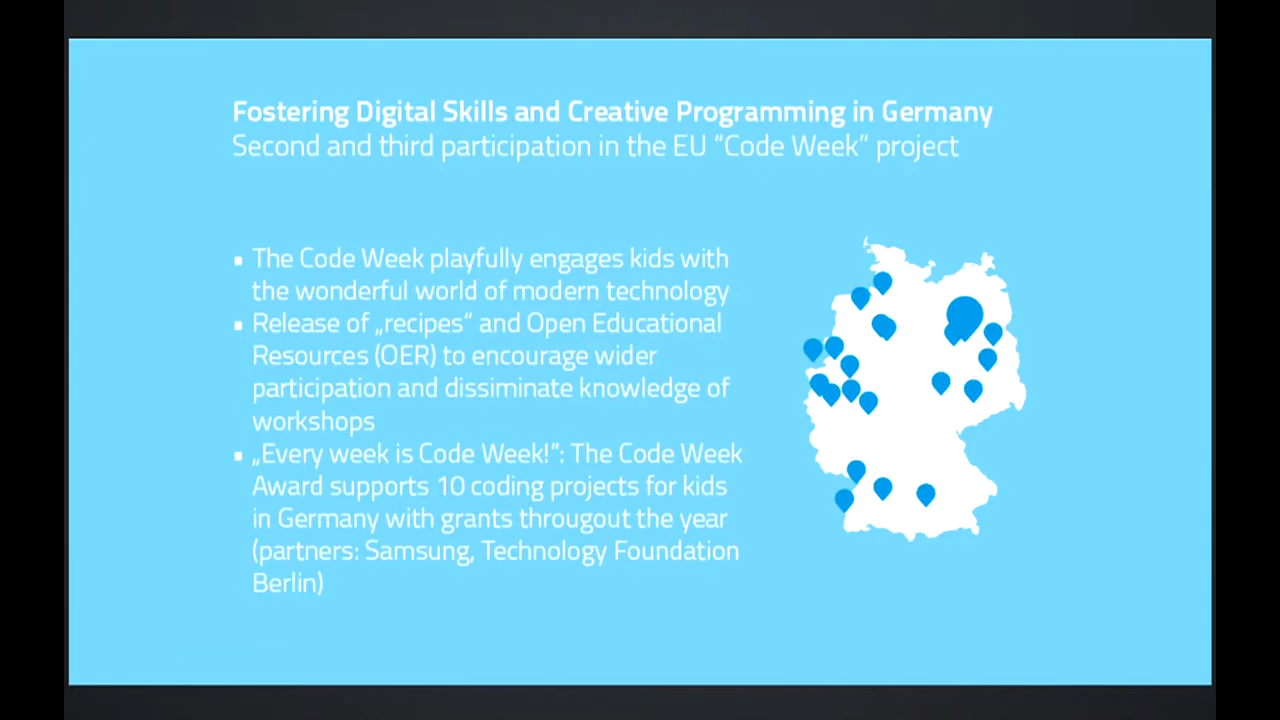 Fostering Digital Skills and Creative Programming in Germany
Second and third participation in the EU “Code Week” project
▪ The Code Week playfully engages kids with
the wonderful world of modern technology
▪ Release of „recipes“ and Open Educational
Resources (OER) to encourage wider
participation and dissiminate knowledge of
workshops
▪ „Every week is Code Week!“: The Code Week
Award supports 10 coding projects for kids
in Germany with grants througout the year
(partners: Samsung, Technology Foundation
Berlin)